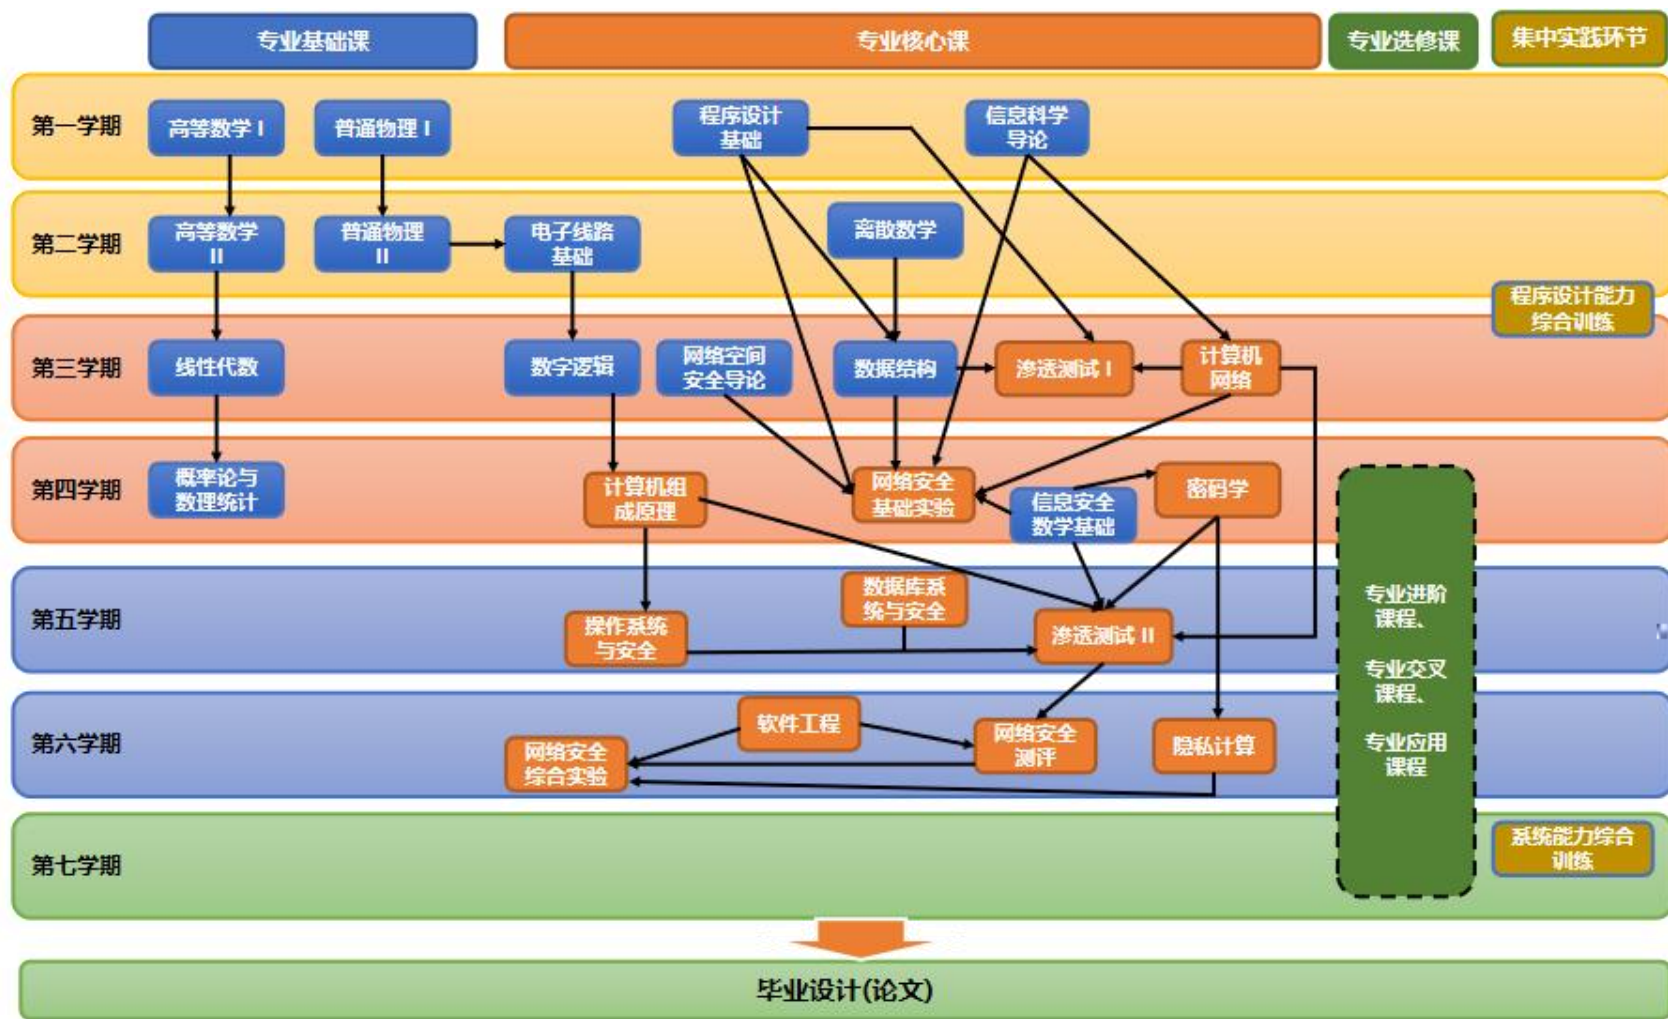 专业基础课
专业核心课
专业选修课
集中实践环节
第一学期
高等数学 I
普通物理 I
程序设计
基础
信息科学
导论
第二学期
高等数学
II
普通物理
II
电子线路
基础
离散数学
程序设计能力
综合训练
第三学期
线性代数
数字逻辑
网络空间
安全导论
数据结构
渗透测试 I
计算机
网络
第四学期
概率论与
数理统计
计算机组
成原理
网络安全
基础实验
信息安全
数学基础
密码学
第五学期
操作系统
与安全
数据库系
统与安全
渗透测试 II
专业进阶
课程、
专业交叉
课程、
专业应用
课程
第六学期
网络安全
综合实验
软件工程
网络安全
测评
隐私计算
第七学期
系统能力综合
训练
毕业设计(论文)